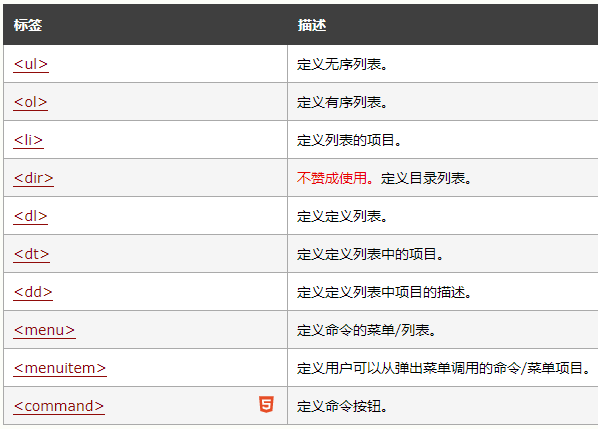 标签 描述
<ul> 定义无序列表。
<ol> 定义有序列表。
<li> 定义列表的项目。
<dir> 不赞成使用。定义目录列表。
<dl> 定义定义列表。
<dt> 定义定义列表中的项目。
<dd> 定义定义列表中项目的描述。
<menu> 定义命令的菜单/列表。
<menuitem> 定义用户可以从弹出菜单调用的命令/菜单项目。
<command> 5 定义命令按钮。